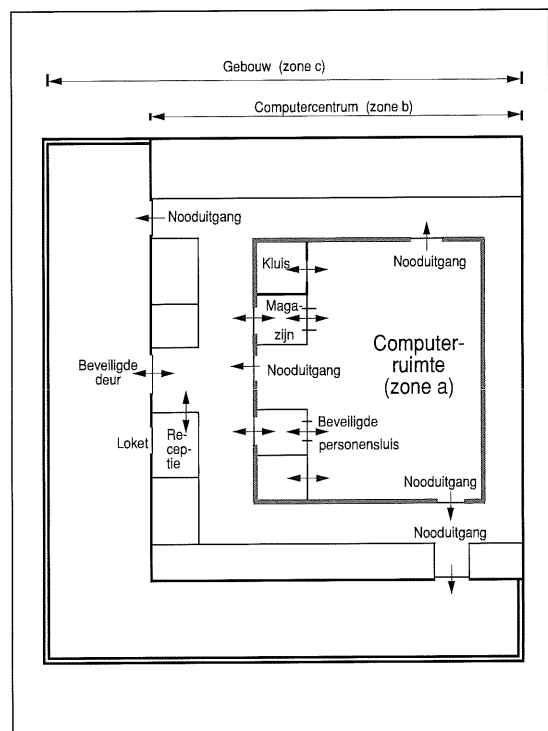 Gebouw (zone c)
Computercentrum (zone b)
Nooduitgang
Kluis
Nooduitgang
Maga-
zijn
Computer-
ruimte
(zone a)
Beveiligde
deur
Nooduitgang
Loket
Re-
cep-
tie
Beveiligde
personensluis
Nooduitgang
Nooduitgang